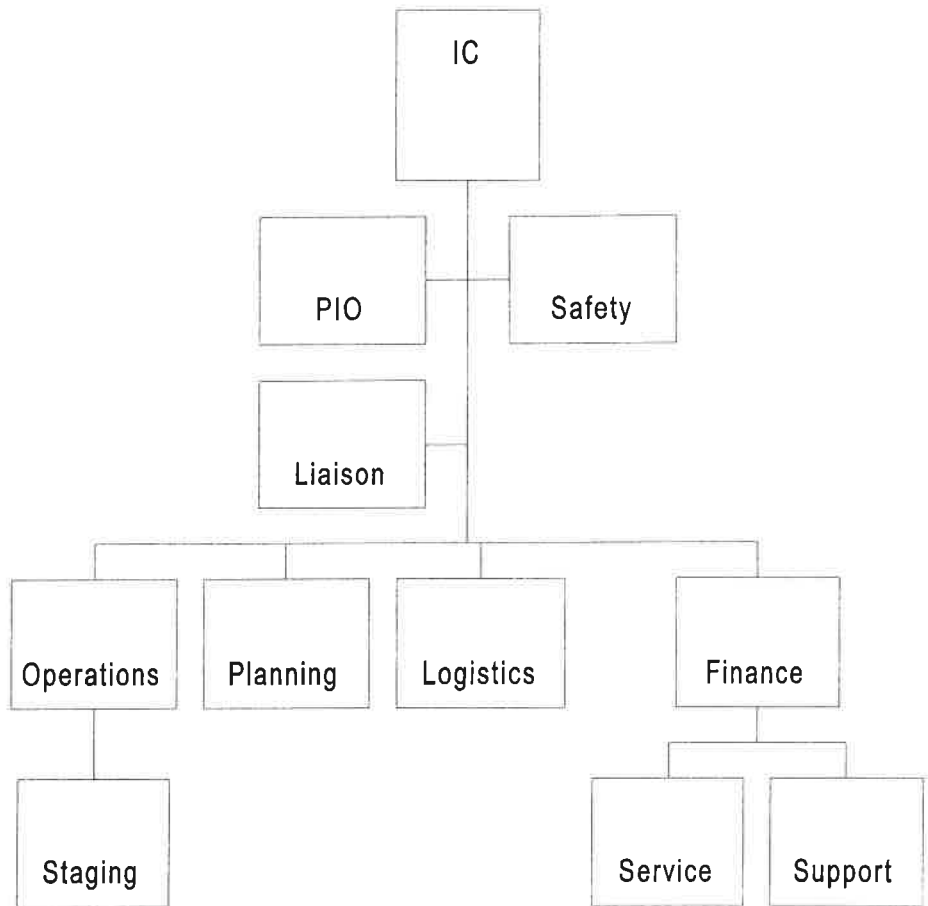 IC
PIO
Safety
Liaison
Operations
Planning
Logistics
Finance
Staging
Service
Support